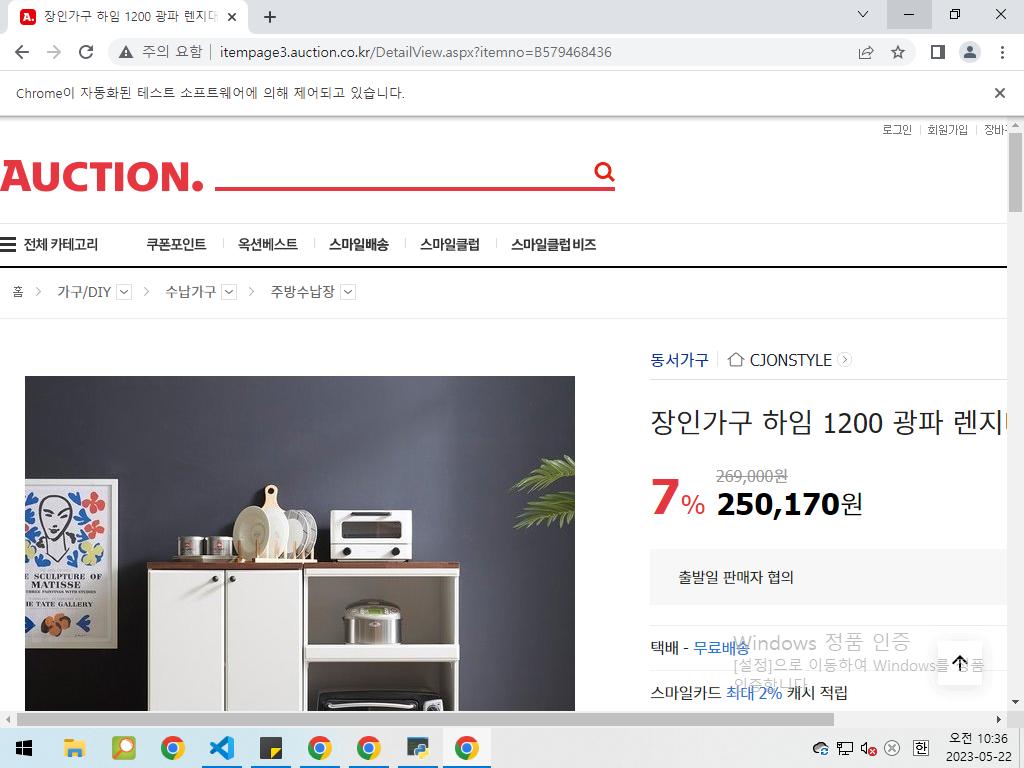 장인가구 하임 1200 광파 렌지대
주의 요함 itempage3.auction.co.kr/DetailView.aspx?itemno=B579468436
Chrome이 자동화된 테스트 소프트웨어에 의해 제어되고 있습니다.
로그인 회원가입 장바
AUCTION.
전체 카테고리 쿠폰포인트 옥션베스트 스마일배송 스마일클럽 스마일클럽 비즈
홈 가구/DIY 수납가구 주방수납장
동서가구 CJONSTYLE
장인가구 하임 1200 광파 렌지
269,000원
7% 250,170원
출발일 판매자 협의
E SCULPTURE OF
MATISSE
THREE PAINTINGS WITH STUDIES
HE TATE GALLERY
택배 - 무료배송
Windows 정품 인증
[설정]으로 이동하여 Windows를 정품
인증합니다.
스마일카드 최대 2% 캐시 적립
한
오전 10:36
2023-05-22